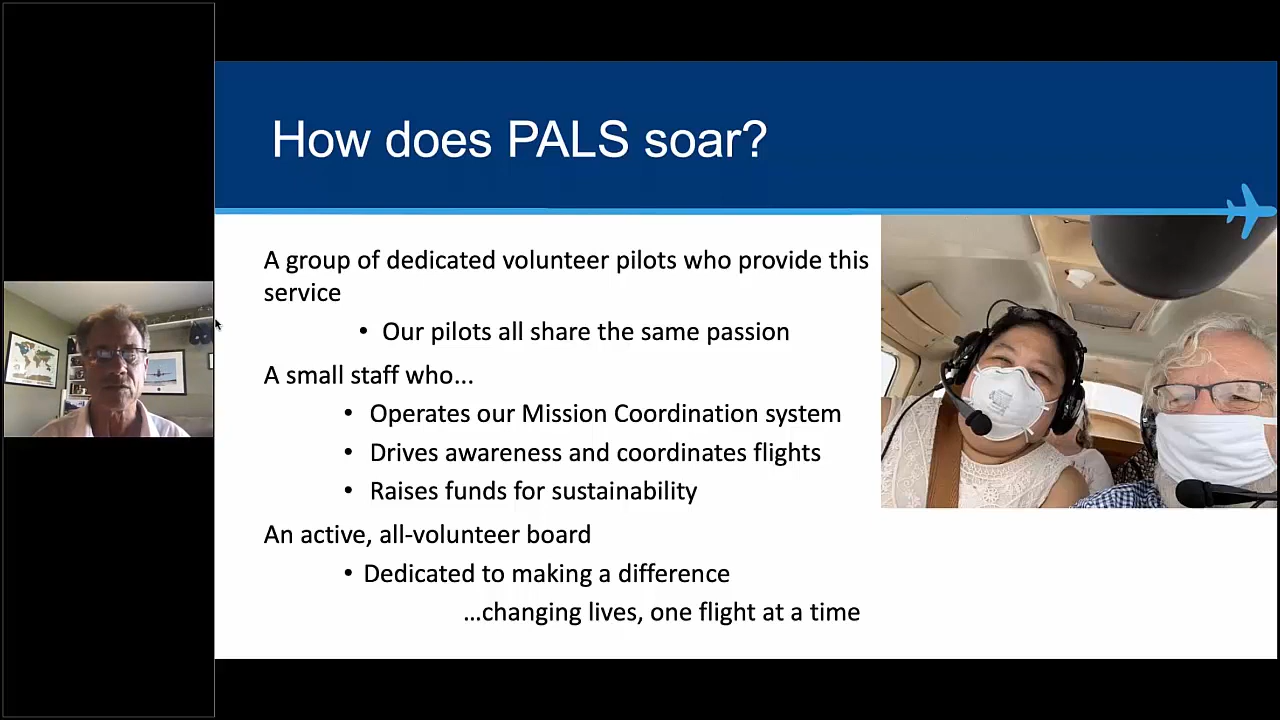 How does PALS soar?
A group of dedicated volunteer pilots who provide this
service
• Our pilots all share the same passion
A small staff who...
• Operates our Mission Coordination system
• Drives awareness and coordinates flights
• Raises funds for sustainability
An active, all-volunteer board
• Dedicated to making a difference
...changing lives, one flight at a time